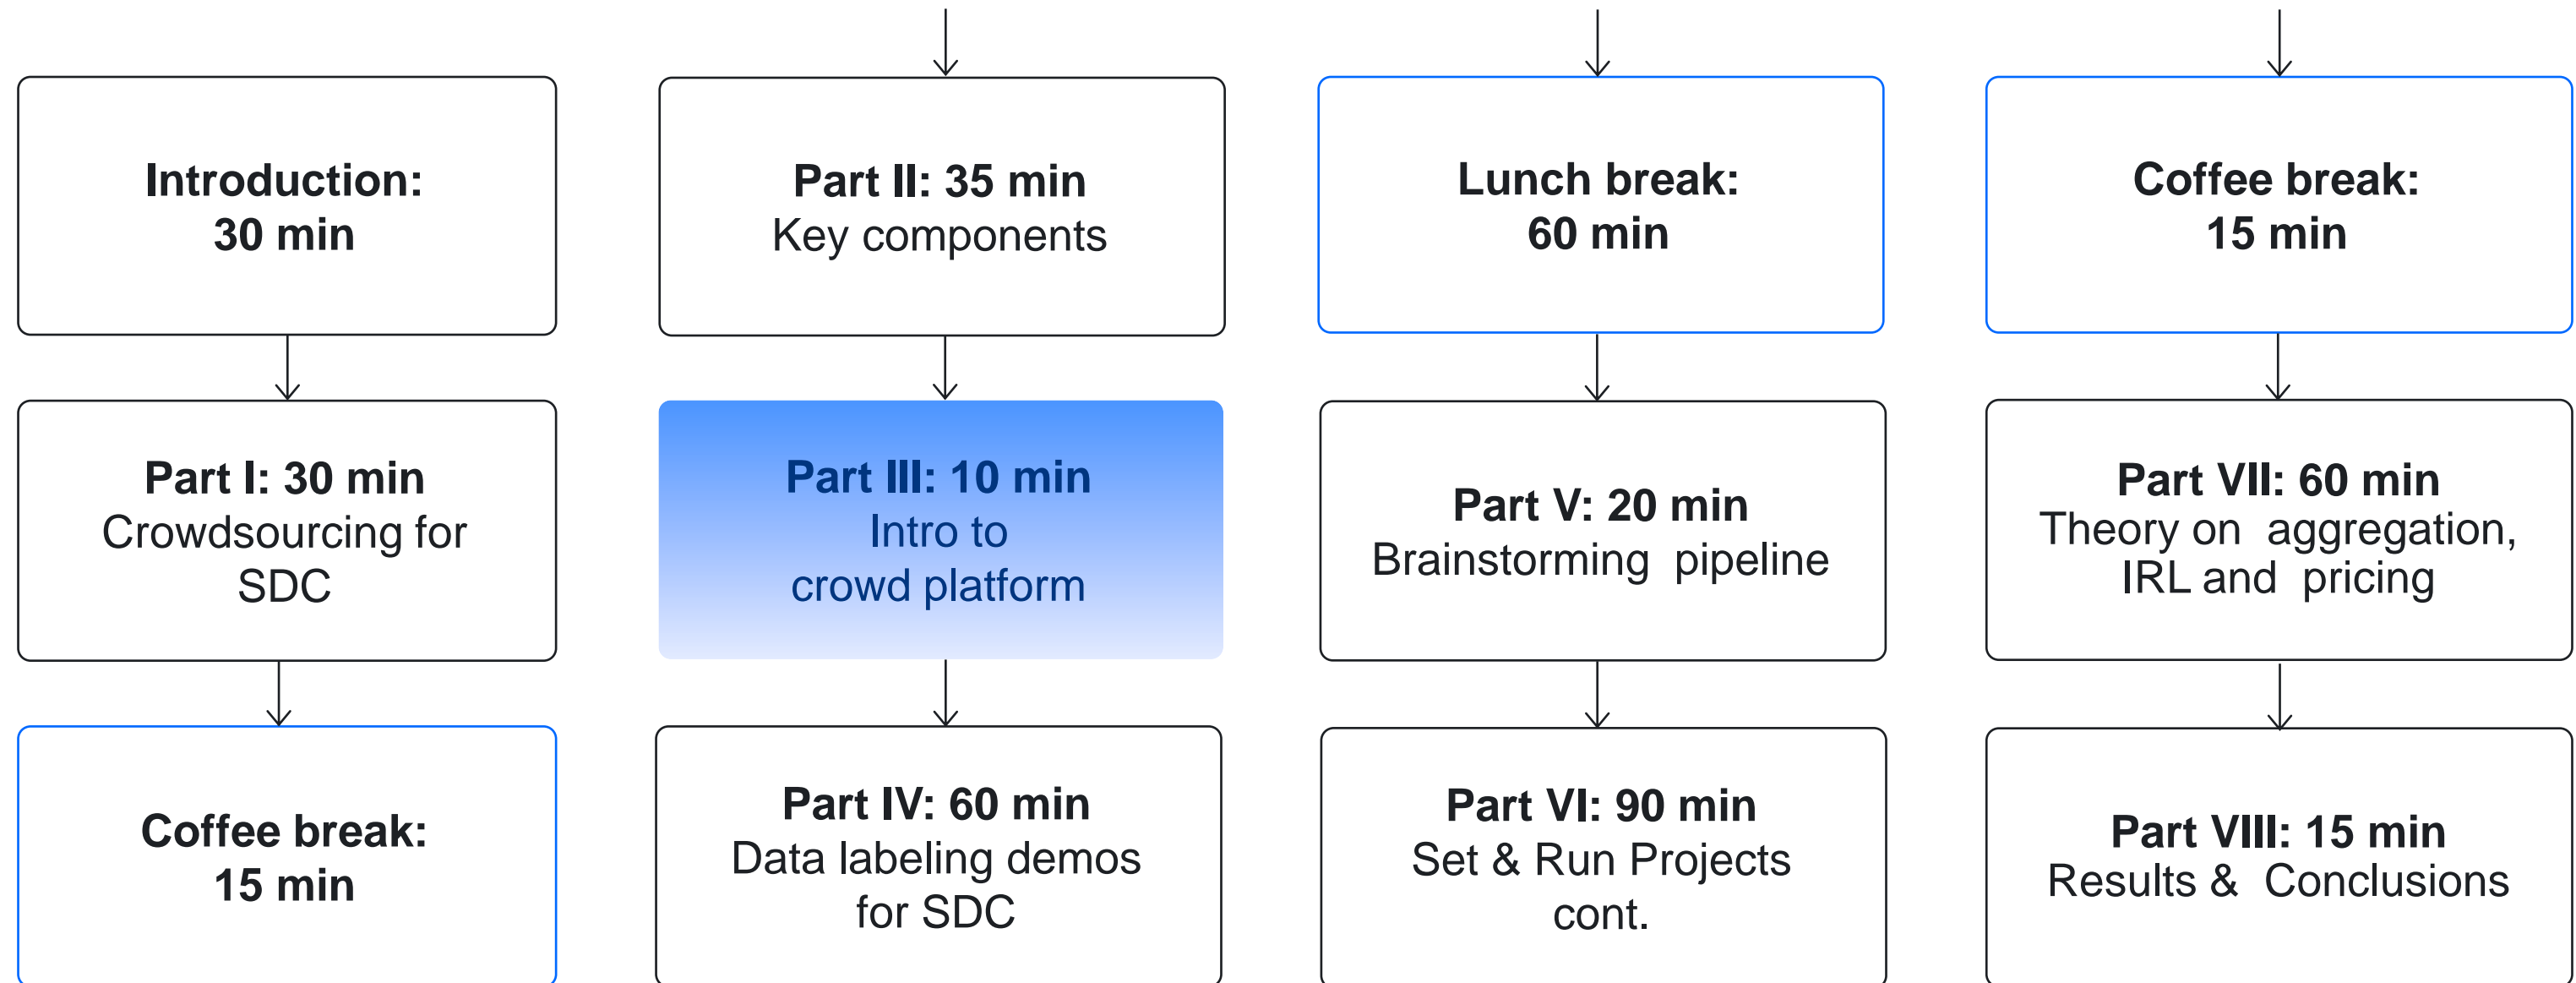 Introduction:
30 min
Part I: 30 min
Crowdsourcing for
SDC
Coffee break:
15 min
Part II: 35 min
Key components
Part III: 10 min
Intro to
crowd platform
Part IV: 60 min
Data labeling demos
for SDC
Lunch break:
60 min
Part V: 20 min
Brainstorming pipeline
Part VI: 90 min
Set & Run Projects
cont.
Coffee break:
15 min
Part VII: 60 min
Theory on aggregation,
IRL and pricing
Part VIII: 15 min
Results & Conclusions